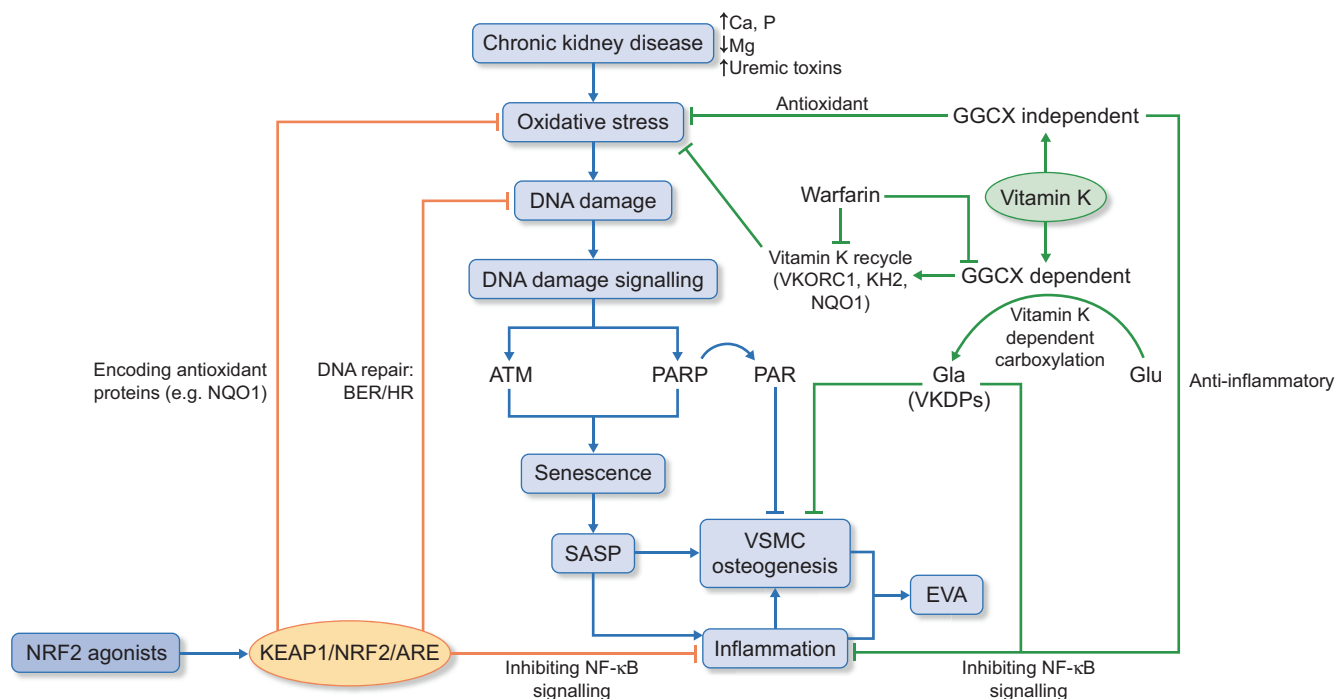 Chronic kidney disease
↑Ca, P
↓Mg
↑Uremic toxins
Oxidative stress
Antioxidant
GGCX independent
DNA damage
Warfarin
Vitamin K
DNA damage signalling
Vitamin K recycle
(VKORC1, KH2,
NQO1)
GGCX dependent
Vitamin K
dependent
carboxylation
Encoding antioxidant
proteins (e.g. NQO1)
DNA repair:
BER/HR
ATM
PARP
PAR
Gla
(VKDPs)
Glu
Anti-inflammatory
Senescence
SASP
VSMC
osteogenesis
EVA
NRF2 agonists
KEAP1/NRF2/ARE
Inhibiting NF-κB
signalling
Inflammation
Inhibiting NF-κB
signalling